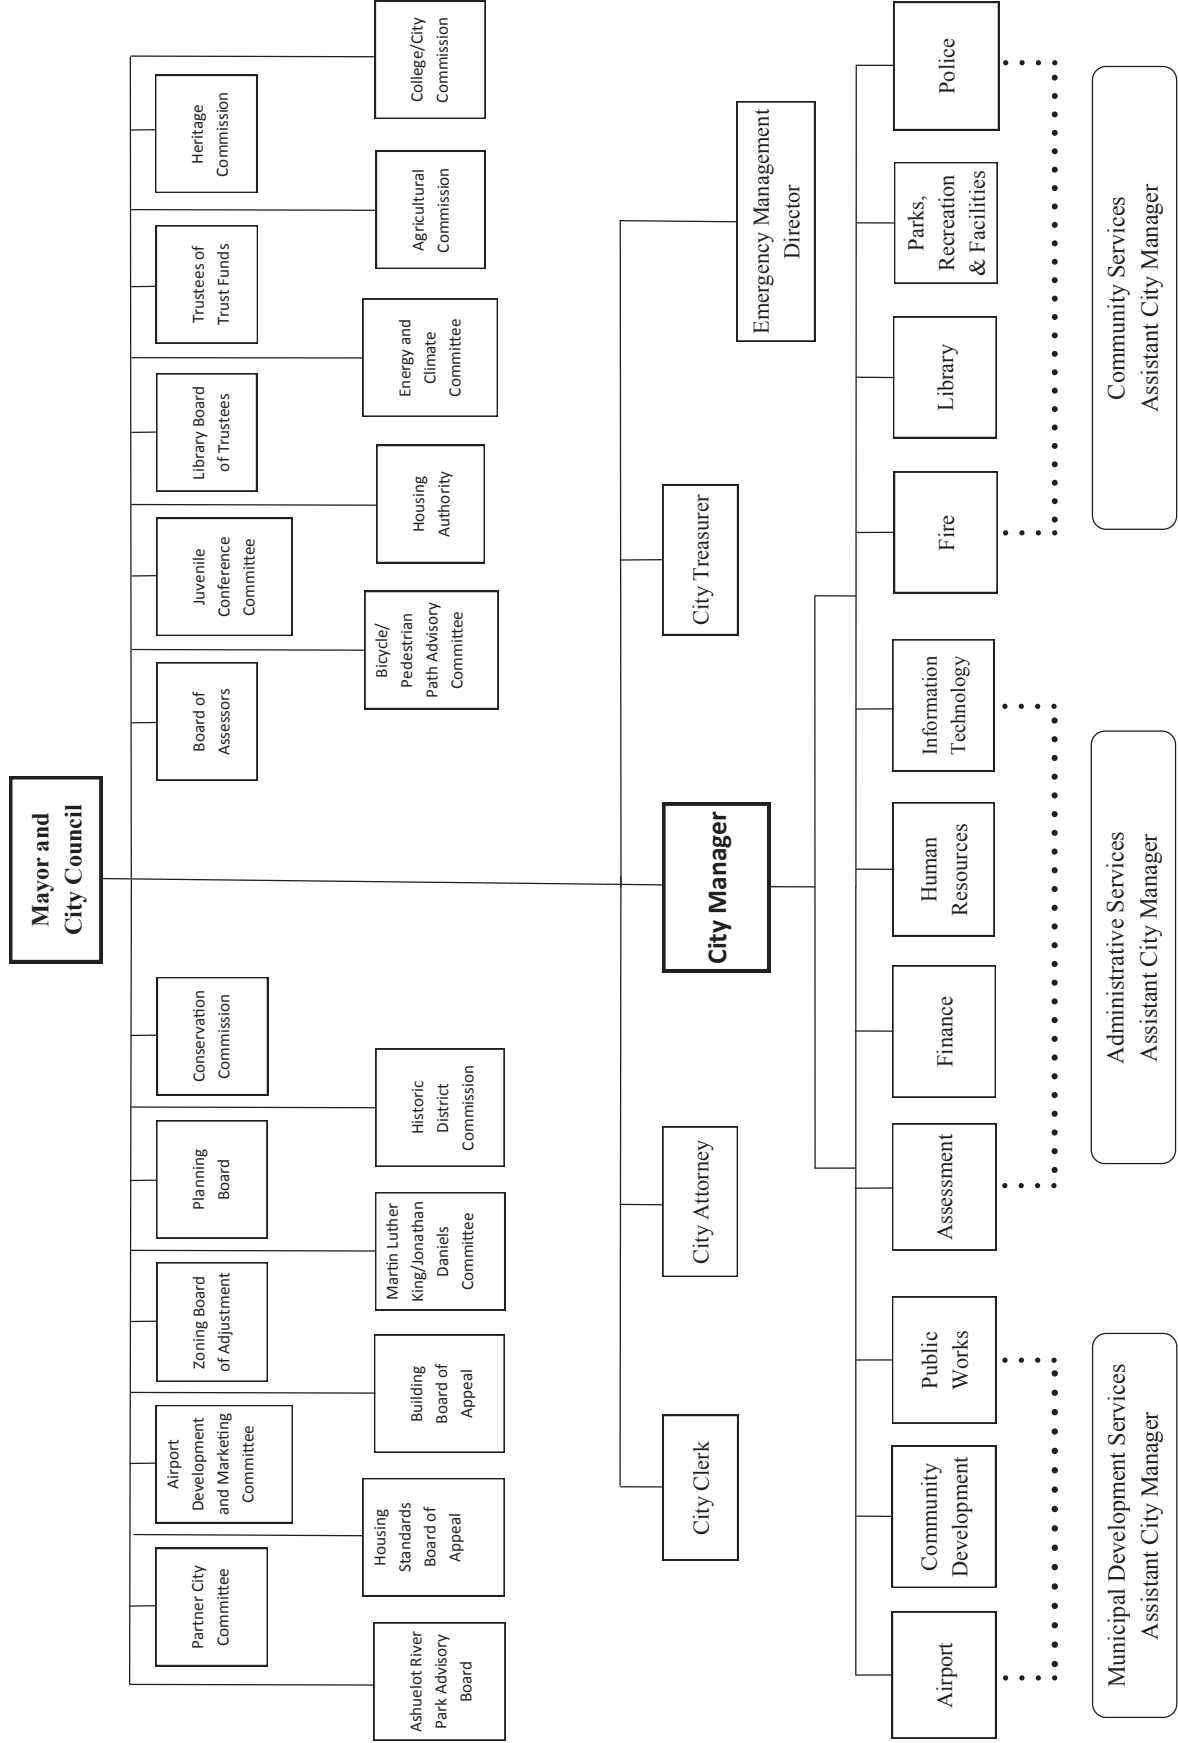 Mayor and
City Council
Partner City
Committee
Airport
Development
and Marketing
Committee
Zoning Board
of Adjustment
Planning
Board
Conservation
Commission
Board of
Assessors
Juvenile
Conference
Committee
Library Board
of Trustees
Trustees of
Trust Funds
Heritage
Commission
Ashuelot River
Park Advisory
Board
Housing
Standards
Board of
Appeal
Building
Board of
Appeal
Martin Luther
King/Jonathan
Daniels
Committee
Historic
District
Commission
Bicycle/
Pedestrian
Path Advisory
Committee
Housing
Authority
Energy and
Climate
Committee
Agricultural
Commission
College/City
Commission
City Clerk
City Attorney
City Manager
City Treasurer
Emergency Management
Director
Airport
Community
Development
Public
Works
Assessment
Finance
Human
Resources
Information
Technology
Fire
Library
Parks,
Recreation
& Facilities
Police
Municipal Development Services
Assistant City Manager
Administrative Services
Assistant City Manager
Community Services
Assistant City Manager